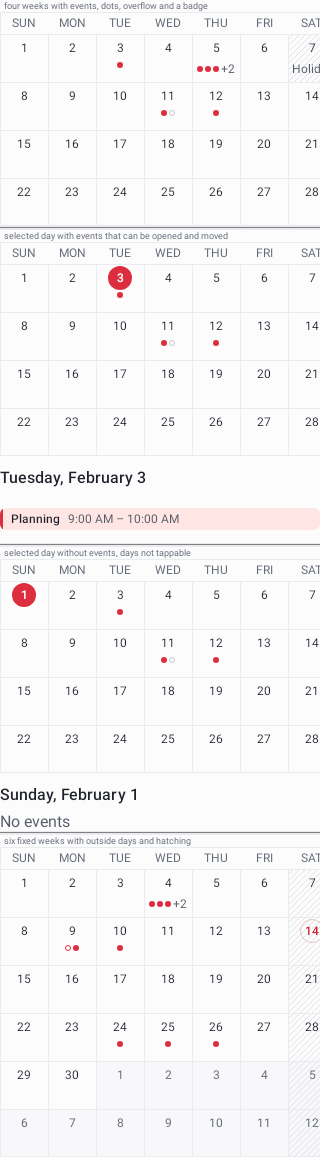 four weeks with events, dots, overflow and a badge
SUN MON TUE WED THU FRI SAT
1 2 3 4 5 6 7
+2 Holid
8 9 10 11 12 13 14
15 16 17 18 19 20 21
22 23 24 25 26 27 28
selected day with events that can be opened and moved
SUN MON TUE WED THU FRI SAT
1 2 3 4 5 6 7
8 9 10 11 12 13 14
15 16 17 18 19 20 21
22 23 24 25 26 27 28
Tuesday, February 3
Planning 9:00 AM – 10:00 AM
selected day without events, days not tappable
SUN MON TUE WED THU FRI SAT
1 2 3 4 5 6 7
8 9 10 11 12 13 14
15 16 17 18 19 20 21
22 23 24 25 26 27 28
Sunday, February 1
No events
six fixed weeks with outside days and hatching
SUN MON TUE WED THU FRI SAT
1 2 3 4 5 6 7
+2
8 9 10 11 12 13 14
15 16 17 18 19 20 21
22 23 24 25 26 27 28
29 30 1 2 3 4 5
6 7 8 9 10 11 12